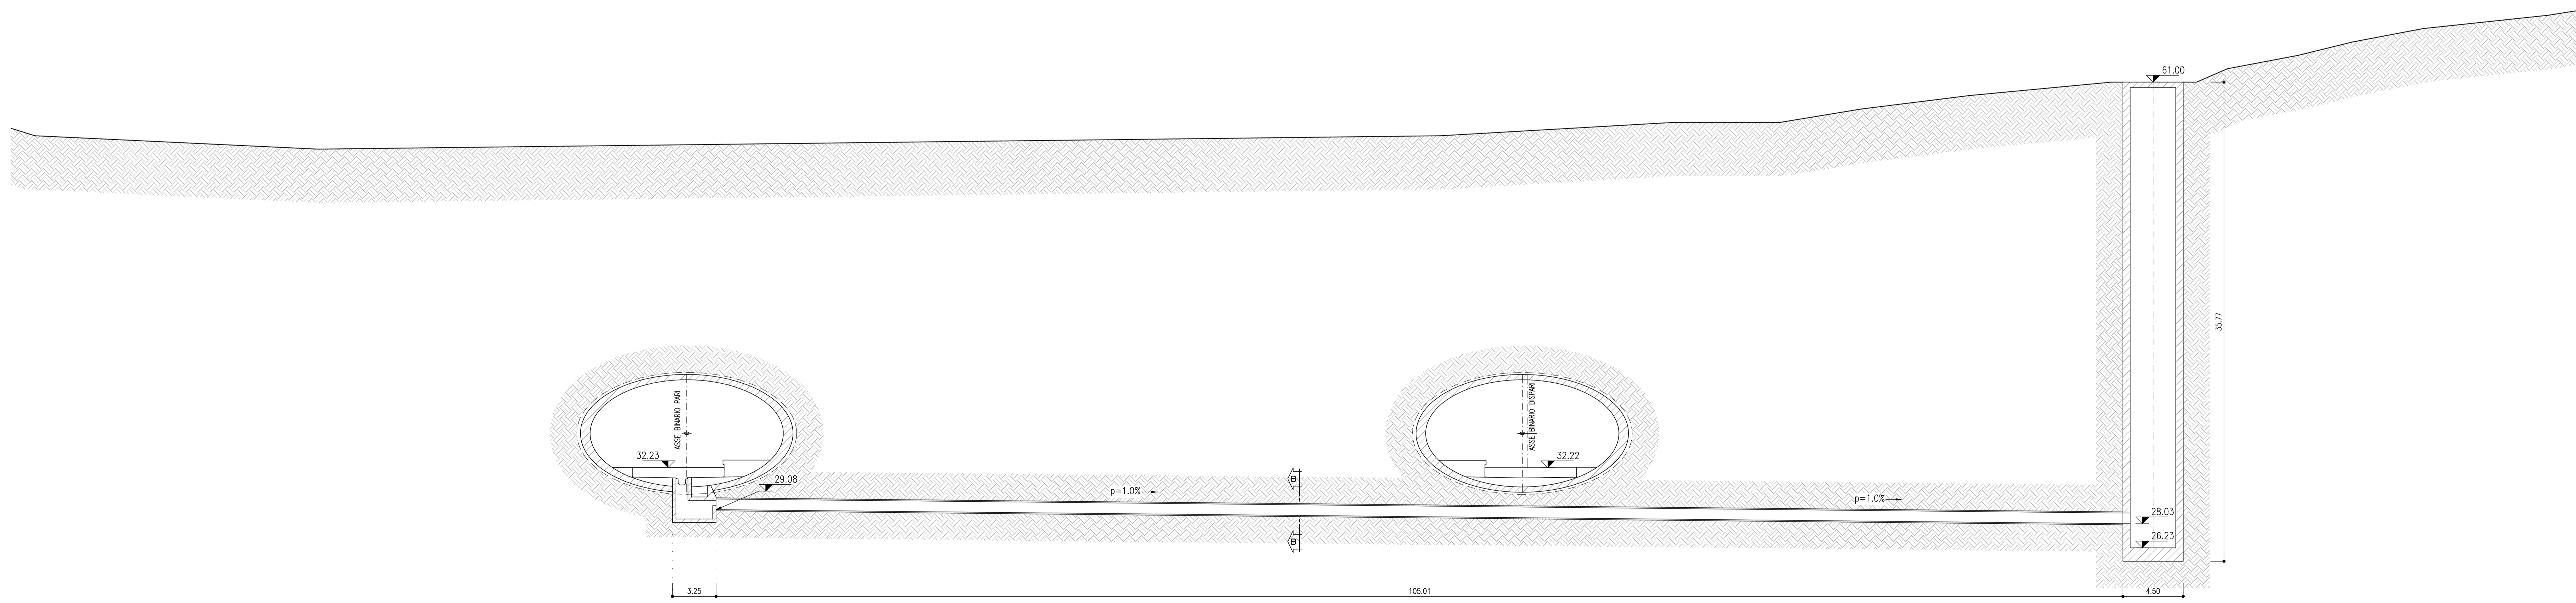 61.00
35.77
ASSE BINARIO PARI
ASSE BINARIO DISPARI
32.23
32.22
29.08
B
p=1.0%
p=1.0%
28.03
26.23
B
3.25
105.01
4.50